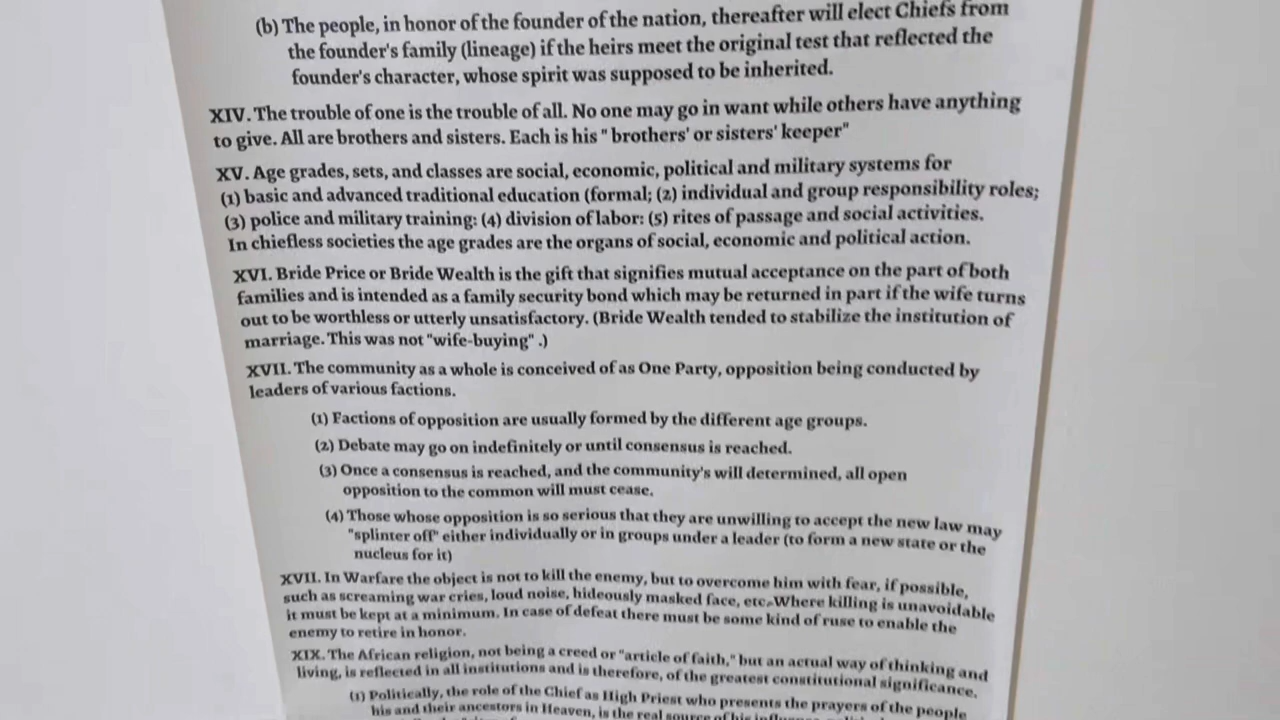 (b) The people, in honor of the founder of the nation, thereafter will elect Chiefs from
the founder's family (lineage) if the heirs meet the original test that reflected the
founder's character, whose spirit was supposed to be inherited.
XIV. The trouble of one is the trouble of all. No one may go in want while others have anything
to give. All are brothers and sisters. Each is his " brothers' or sisters' keeper"
XV. Age grades, sets, and classes are social, economic, political and military systems for
(1) basic and advanced traditional education (formal; (2) individual and group responsibility roles;
(3) police and military training: (4) division of labor: (5) rites of passage and social activities.
In chiefless societies the age grades are the organs of social, economic and political action.
XVI. Bride Price or Bride Wealth is the gift that signifies mutual acceptance on the part of both
families and is intended as a family security bond which may be returned in part if the wife turns
out to be worthless or utterly unsatisfactory. (Bride Wealth tended to stabilize the institution of
marriage. This was not "wife-buying" .)
XVII. The community as a whole is conceived of as One Party, opposition being conducted by
leaders of various factions.
(1) Factions of opposition are usually formed by the different age groups.
(2) Debate may go on indefinitely or until consensus is reached.
(3) Once a consensus is reached, and the community's will determined, all open
opposition to the common will must cease.
(4) Those whose opposition is so serious that they are unwilling to accept the new law may
"splinter off" either individually or in groups under a leader (to form a new state or the
nucleus for it)
XVII. In Warfare the object is not to kill the enemy, but to overcome him with fear, if possible,
such as screaming war cries, loud noise, hideously masked face, etc. Where killing is unavoidable
it must be kept at a minimum. In case of defeat there must be some kind of ruse to enable the
enemy to retire in honor.
XIX. The African religion, not being a creed or "article of faith," but an actual way of thinking and
living, is reflected in all institutions and is therefore, of the greatest constitutional significance.
(1) Politically, the role of the Chief as High Priest who presents the prayers of the people
his and their ancestors in Heaven, is the real source of his